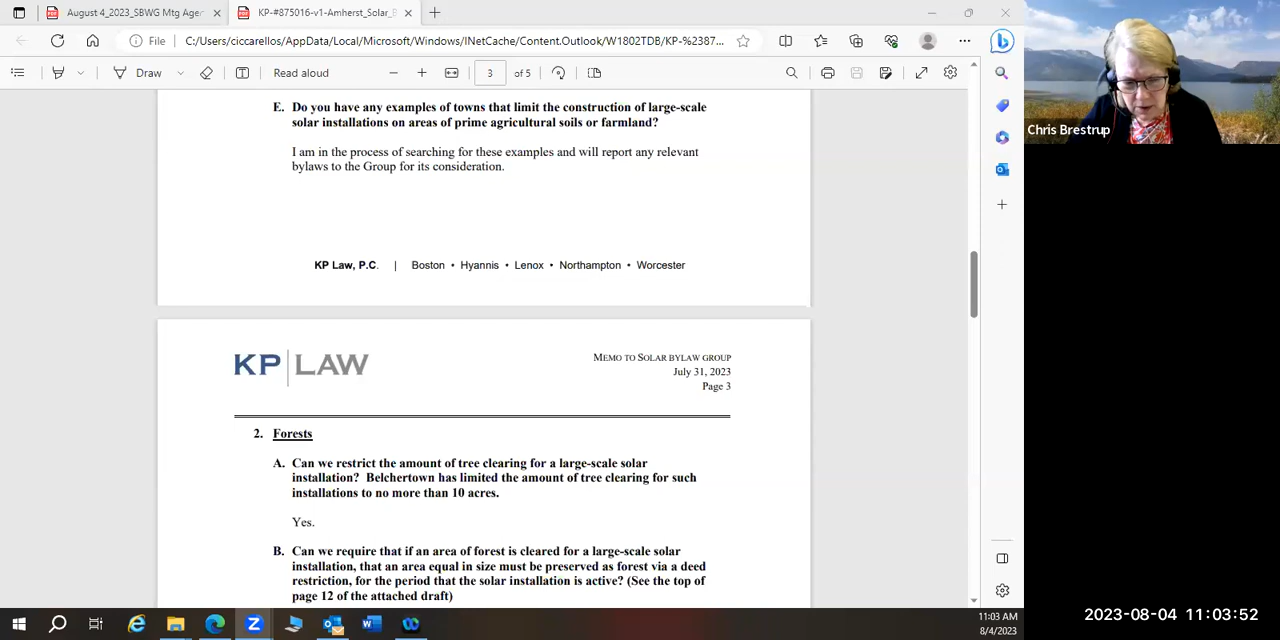 August 4_2023_SBWG Mtg Age
KP-#875016-v1-Amherst_Solar_B
File
C:/Users/ciccarellos/AppData/Local/Microsoft/Windows/INetCache/Content.Outlook/W1802TDB/KP-%2387...
Draw
Read aloud
3
of 5
E. Do you have any examples of towns that limit the construction of large-scale
solar installations on areas of prime agricultural soils or farmland?
I am in the process of searching for these examples and will report any relevant
bylaws to the Group for its consideration.
KP Law, P.C. | Boston • Hyannis • Lenox • Northampton • Worcester
KP LAW
MEMO TO SOLAR BYLAW GROUP
July 31, 2023
Page 3
2. Forests
A. Can we restrict the amount of tree clearing for a large-scale solar
installation? Belchertown has limited the amount of tree clearing for such
installations to no more than 10 acres.
Yes.
B. Can we require that if an area of forest is cleared for a large-scale solar
installation, that an area equal in size must be preserved as forest via a deed
restriction, for the period that the solar installation is active? (See the top of
page 12 of the attached draft)
Chris Brestrup
11:03 AM
8/4/2023
2023-08-04 11:03:52